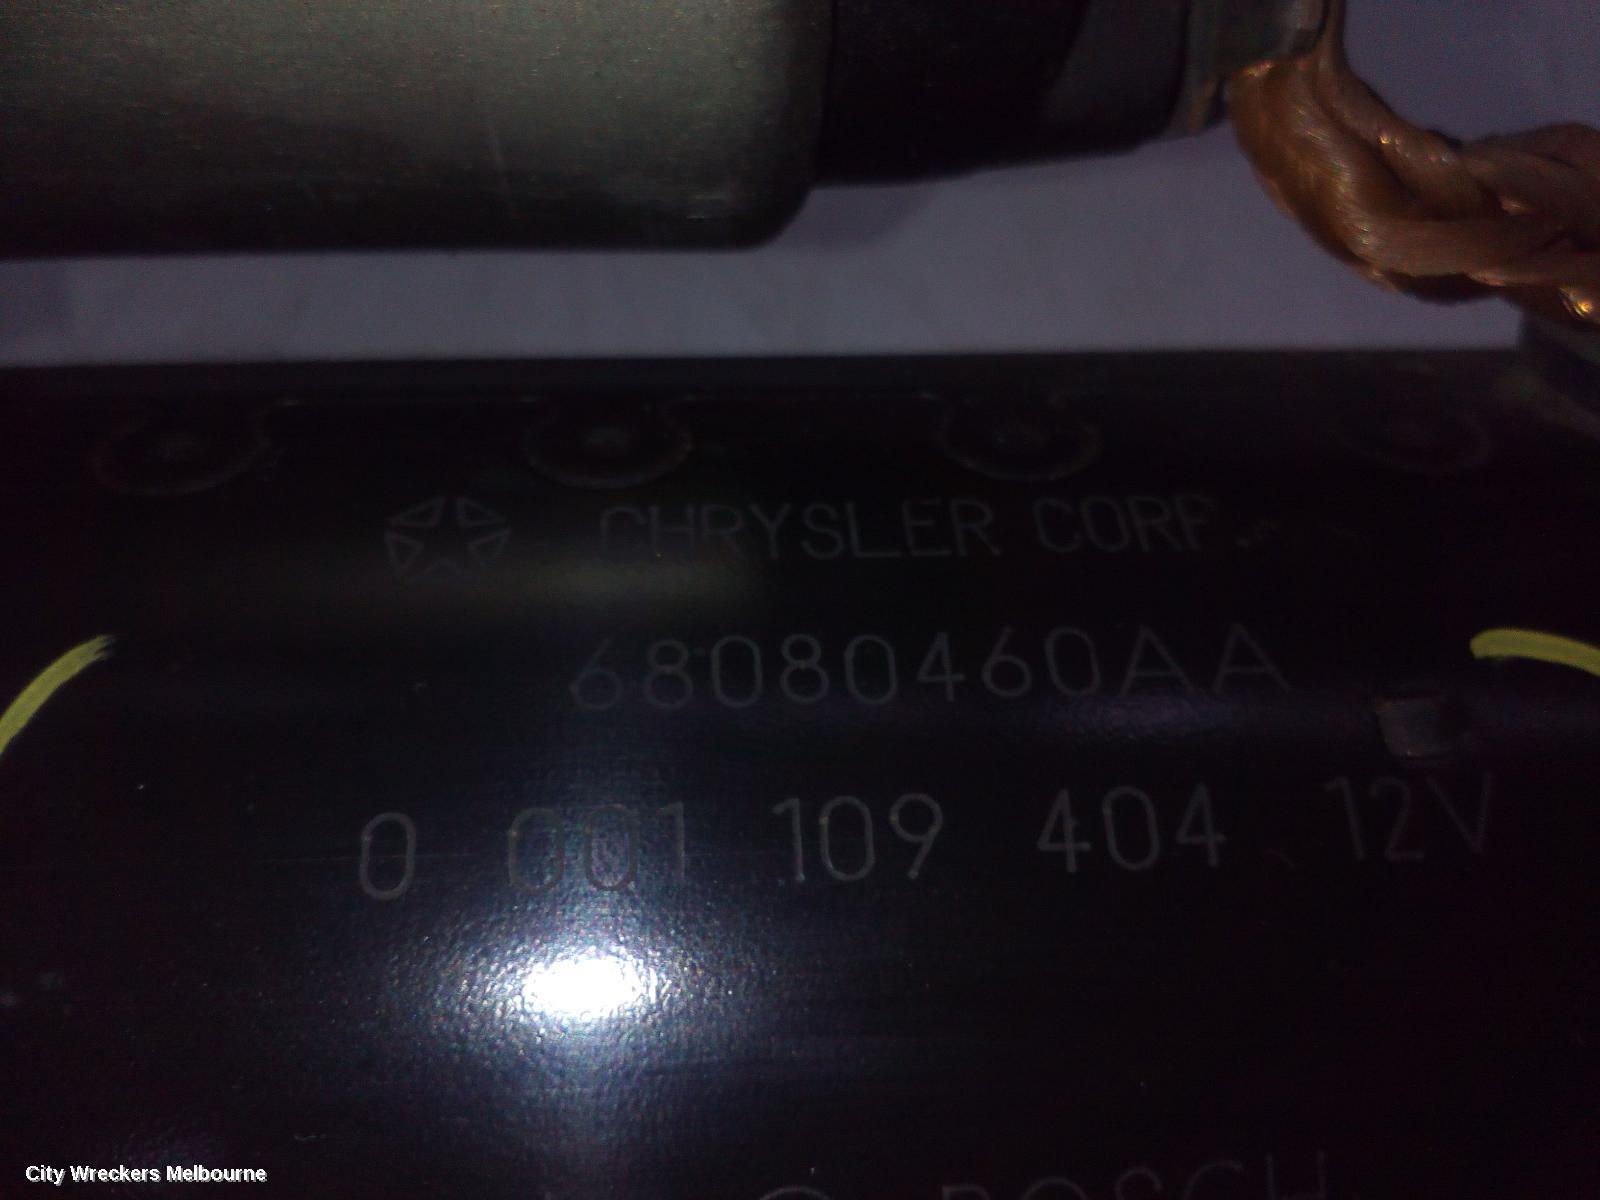 CHRYSLER CORP.
68080460AA
0 001 109 404 12V
BOSCH
City Wreckers Melbourne